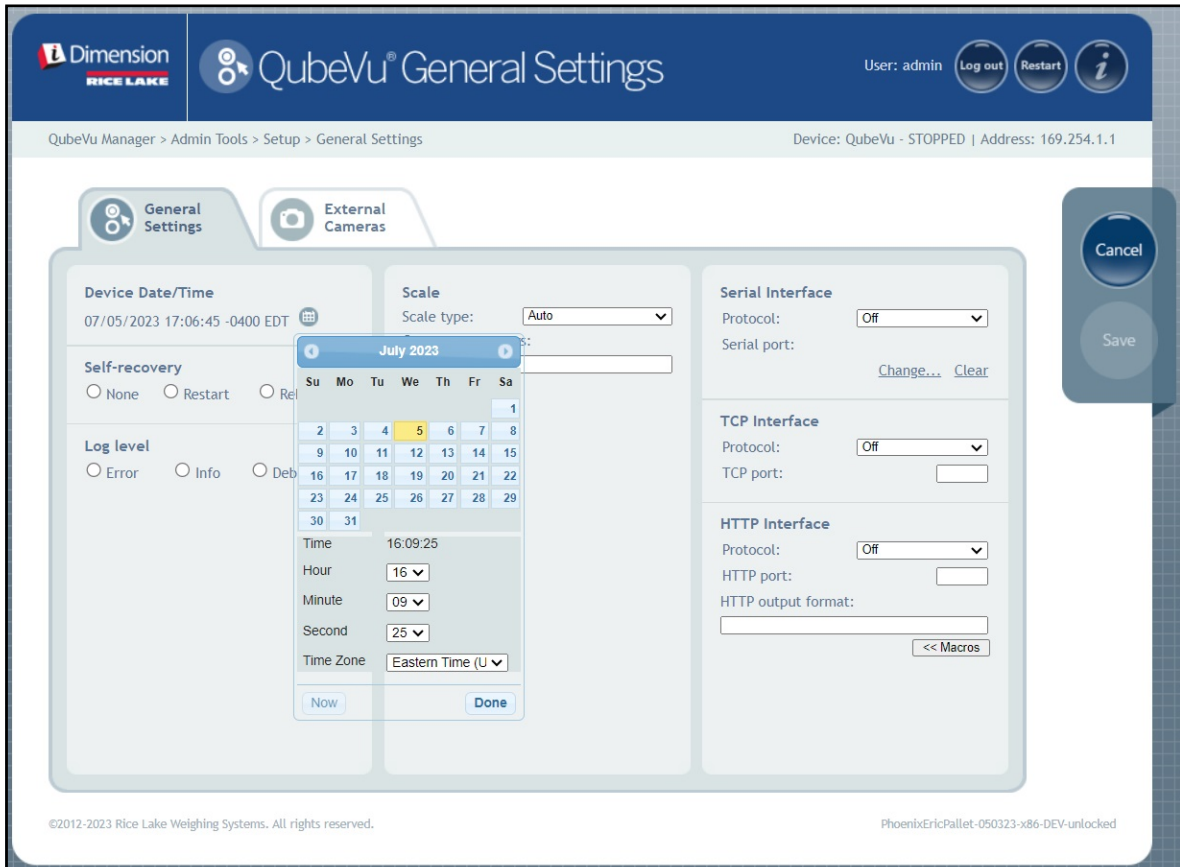 iDimension
RICE LAKE
QubeVu® General Settings
User: admin
Log out
Restart
i
QubeVu Manager > Admin Tools > Setup > General Settings
Device: QubeVu - STOPPED | Address: 169.254.1.1
General
Settings
External
Cameras
Cancel
Save
Device Date/Time
07/05/2023 17:06:45 -0400 EDT
Self-recovery
None Restart
Log level
Error Info
July 2023
Su Mo Tu We Th Fr Sa
1
2 3 4 5 6 7 8
9 10 11 12 13 14 15
16 17 18 19 20 21 22
23 24 25 26 27 28 29
30 31
Time 16:09:25
Hour 16
Minute 09
Second 25
Time Zone Eastern Time (U
Now Done
Scale
Scale type: Auto
Serial Interface
Protocol: Off
Serial port:
Change... Clear
TCP Interface
Protocol: Off
TCP port:
HTTP Interface
Protocol: Off
HTTP port:
HTTP output format:
<< Macros
©2012-2023 Rice Lake Weighing Systems. All rights reserved.
PhoenixEricPallet-050323-x86-DEV-unlocked